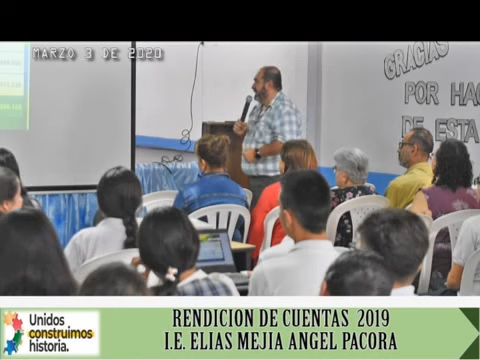 MARZO 3 DE 2020
GRACIAS
POR HAC
DE ESTA
Unidos
construimos
historia.
RENDICION DE CUENTAS 2019
I.E. ELIAS MEJIA ANGEL PACORA